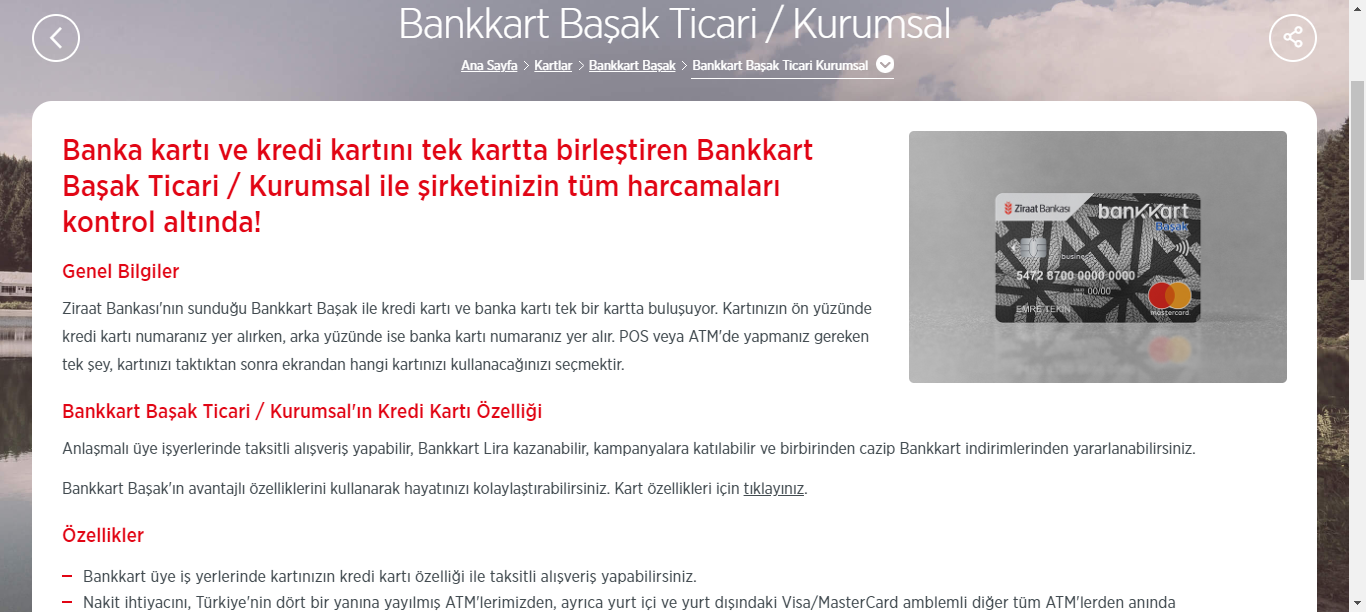 Bankkart Başak Ticari / Kurumsal
Ana Sayfa > Kartlar > Bankkart Başak > Bankkart Başak Ticari Kurumsal
Banka kartı ve kredi kartını tek kartta birleştiren Bankkart
Başak Ticari / Kurumsal ile şirketinizin tüm harcamaları
kontrol altında!
Ziraat Bankası
bankkart
Başak
business
5472 8700 0000 0000
00/00
EMRE TEKİN
mastercard
Genel Bilgiler
Ziraat Bankası'nın sunduğu Bankkart Başak ile kredi kartı ve banka kartı tek bir kartta buluşuyor. Kartınızın ön yüzünde
kredi kartı numaranız yer alırken, arka yüzünde ise banka kartı numaranız yer alır. POS veya ATM'de yapmanız gereken
tek şey, kartınızı taktıktan sonra ekrandan hangi kartınızı kullanacağınızı seçmektir.
Bankkart Başak Ticari / Kurumsal'ın Kredi Kartı Özelliği
Anlaşmalı üye işyerlerinde taksitli alışveriş yapabilir, Bankkart Lira kazanabilir, kampanyalara katılabilir ve birbirinden cazip Bankkart indirimlerinden yararlanabilirsiniz.
Bankkart Başak'ın avantajlı özelliklerini kullanarak hayatınızı kolaylaştırabilirsiniz. Kart özellikleri için tıklayınız.
Özellikler
– Bankkart üye iş yerlerinde kartınızın kredi kartı özelliği ile taksitli alışveriş yapabilirsiniz.
– Nakit ihtiyacını, Türkiye'nin dört bir yanına yayılmış ATM'lerimizden, ayrıca yurt içi ve yurt dışındaki Visa/MasterCard amblemli diğer tüm ATM'lerden anında